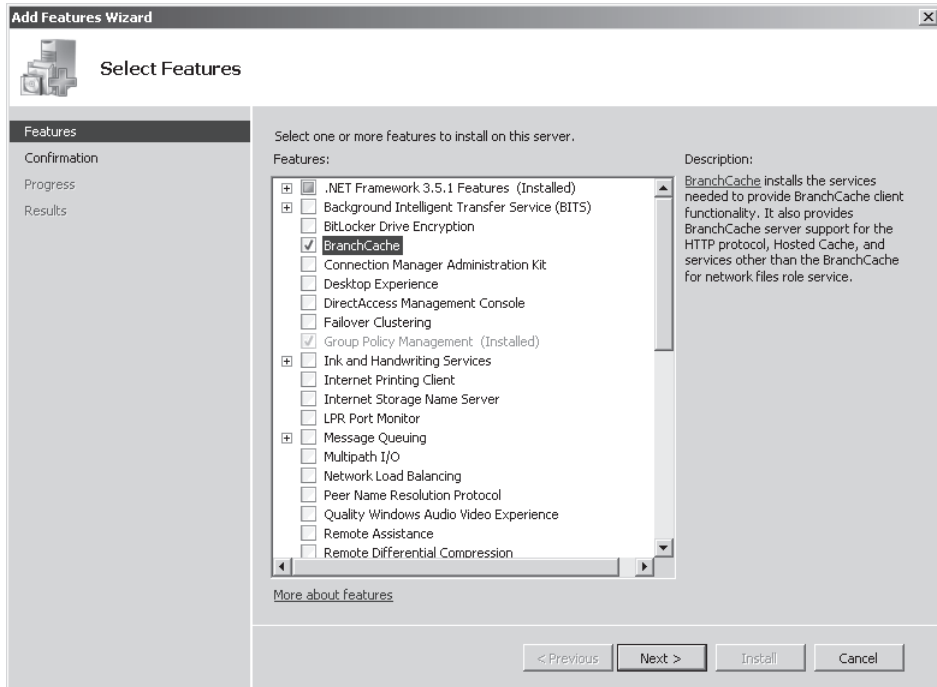 Add Features Wizard
Select Features
Features
Confirmation
Progress
Results
Select one or more features to install on this server.
Features:
.NET Framework 3.5.1 Features (Installed)
Background Intelligent Transfer Service (BITS)
BitLocker Drive Encryption
BranchCache
Connection Manager Administration Kit
Desktop Experience
DirectAccess Management Console
Failover Clustering
Group Policy Management (Installed)
Ink and Handwriting Services
Internet Printing Client
Internet Storage Name Server
LPR Port Monitor
Message Queuing
Multipath I/O
Network Load Balancing
Peer Name Resolution Protocol
Quality Windows Audio Video Experience
Remote Assistance
Remote Differential Compression
More about features
Description:
BranchCache installs the services
needed to provide BranchCache client
functionality. It also provides
BranchCache server support for the
HTTP protocol, Hosted Cache, and
services other than the BranchCache
for network files role service.
< Previous
Next >
Install
Cancel